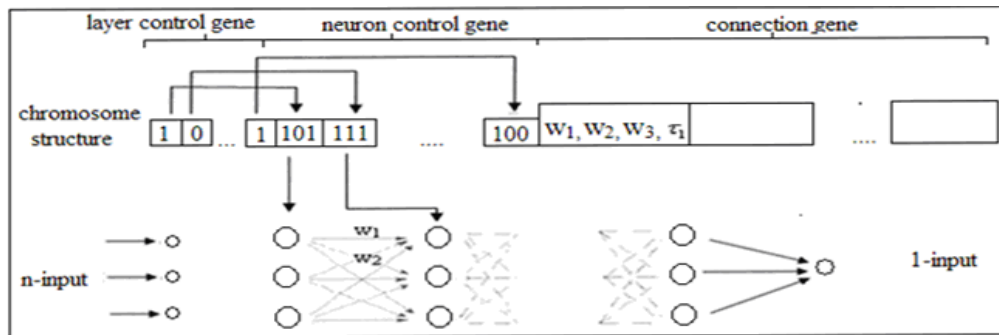 layer control gene neuron control gene connection gene
chromosome structure
1 0 .... 1 101 111 .... 100 W1, W2, W3, τ1 ....
w1
w2
n-input 1-input